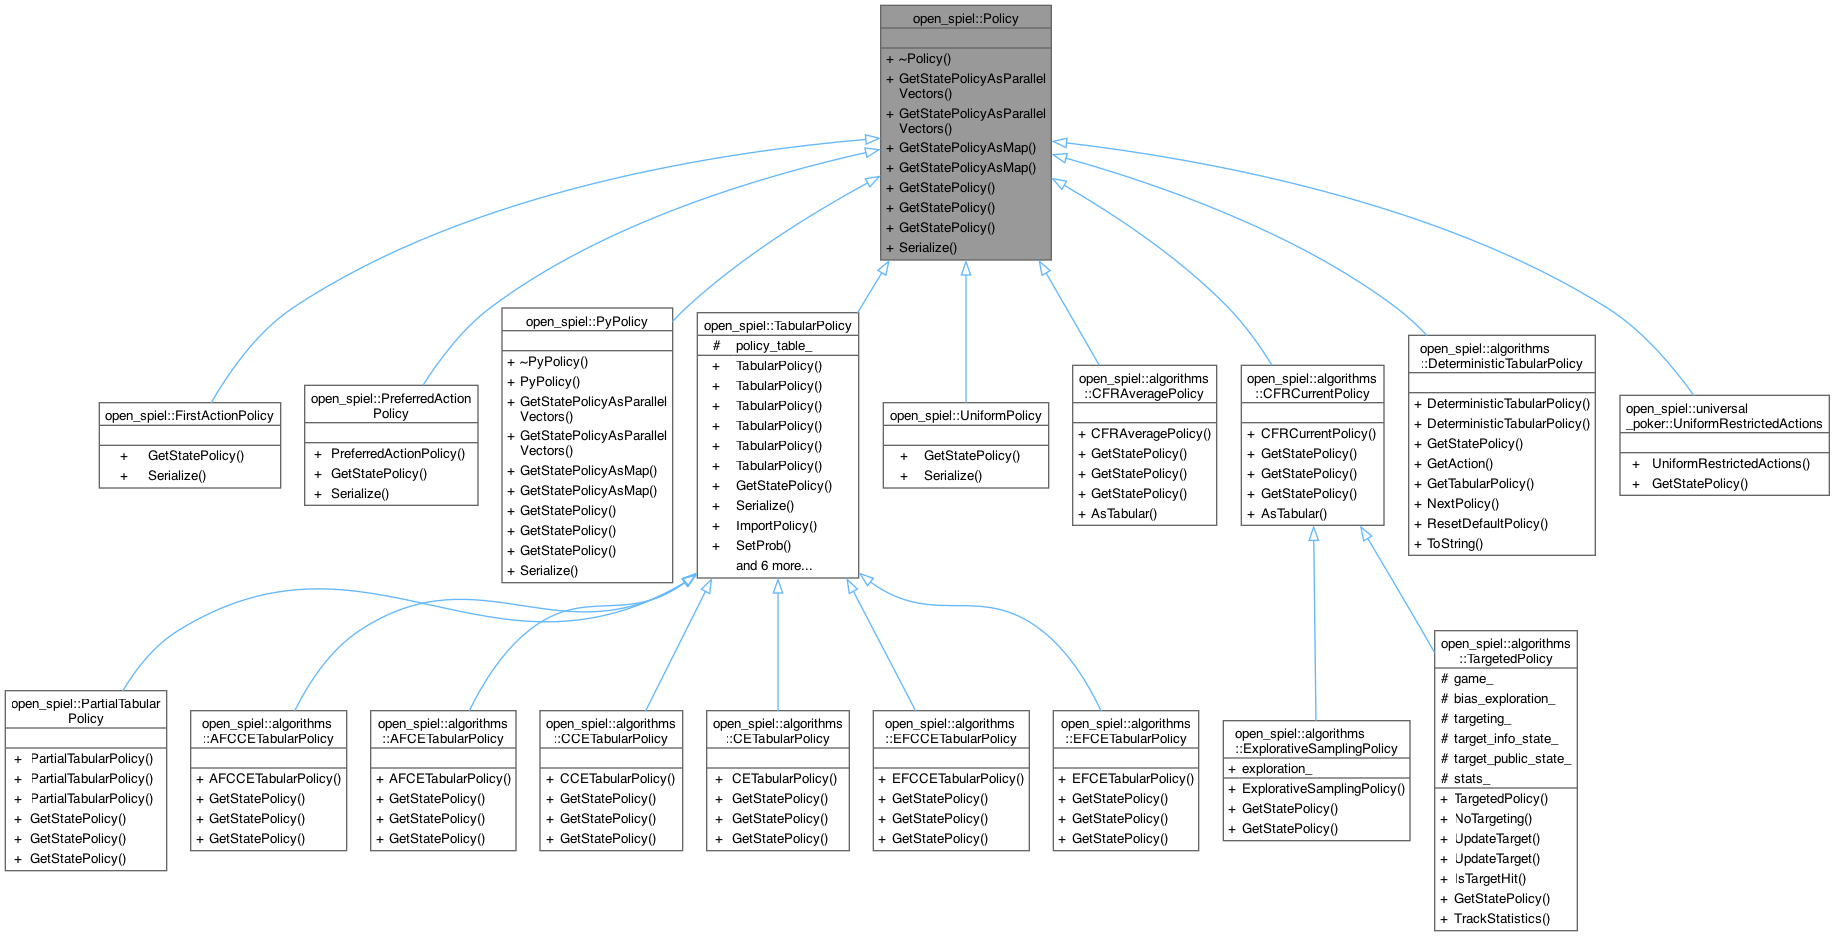 open_spiel::Policy
+ ~Policy()
+ GetStatePolicyAsParallel
Vectors()
+ GetStatePolicyAsParallel
Vectors()
+ GetStatePolicyAsMap()
+ GetStatePolicyAsMap()
+ GetStatePolicy()
+ GetStatePolicy()
+ GetStatePolicy()
+ Serialize()
open_spiel::FirstActionPolicy
+ GetStatePolicy()
+ Serialize()
open_spiel::PreferredAction
Policy
+ PreferredActionPolicy()
+ GetStatePolicy()
+ Serialize()
open_spiel::PyPolicy
+ ~PyPolicy()
+ PyPolicy()
+ GetStatePolicyAsParallel
Vectors()
+ GetStatePolicyAsParallel
Vectors()
+ GetStatePolicyAsMap()
+ GetStatePolicyAsMap()
+ GetStatePolicy()
+ GetStatePolicy()
+ GetStatePolicy()
+ Serialize()
open_spiel::TabularPolicy
# policy_table_
+ TabularPolicy()
+ TabularPolicy()
+ TabularPolicy()
+ TabularPolicy()
+ TabularPolicy()
+ TabularPolicy()
+ GetStatePolicy()
+ Serialize()
+ ImportPolicy()
+ SetProb()
and 6 more...
open_spiel::UniformPolicy
+ GetStatePolicy()
+ Serialize()
open_spiel::algorithms
::CFRAveragePolicy
+ CFRAveragePolicy()
+ GetStatePolicy()
+ GetStatePolicy()
+ GetStatePolicy()
+ AsTabular()
open_spiel::algorithms
::CFRCurrentPolicy
+ CFRCurrentPolicy()
+ GetStatePolicy()
+ GetStatePolicy()
+ GetStatePolicy()
+ AsTabular()
open_spiel::algorithms
::DeterministicTabularPolicy
+ DeterministicTabularPolicy()
+ DeterministicTabularPolicy()
+ GetStatePolicy()
+ GetAction()
+ GetTabularPolicy()
+ NextPolicy()
+ ResetDefaultPolicy()
+ ToString()
open_spiel::universal
_poker::UniformRestrictedActions
+ UniformRestrictedActions()
+ GetStatePolicy()
open_spiel::PartialTabular
Policy
+ PartialTabularPolicy()
+ PartialTabularPolicy()
+ PartialTabularPolicy()
+ GetStatePolicy()
+ GetStatePolicy()
+ GetStatePolicy()
open_spiel::algorithms
::AFCCETabularPolicy
+ AFCCETabularPolicy()
+ GetStatePolicy()
+ GetStatePolicy()
+ GetStatePolicy()
open_spiel::algorithms
::AFCETabularPolicy
+ AFCETabularPolicy()
+ GetStatePolicy()
+ GetStatePolicy()
+ GetStatePolicy()
open_spiel::algorithms
::CCETabularPolicy
+ CCETabularPolicy()
+ GetStatePolicy()
+ GetStatePolicy()
+ GetStatePolicy()
open_spiel::algorithms
::CETabularPolicy
+ CETabularPolicy()
+ GetStatePolicy()
+ GetStatePolicy()
+ GetStatePolicy()
open_spiel::algorithms
::EFCCETabularPolicy
+ EFCCETabularPolicy()
+ GetStatePolicy()
+ GetStatePolicy()
+ GetStatePolicy()
open_spiel::algorithms
::EFCETabularPolicy
+ EFCETabularPolicy()
+ GetStatePolicy()
+ GetStatePolicy()
+ GetStatePolicy()
open_spiel::algorithms
::ExplorativeSamplingPolicy
+ exploration_
+ ExplorativeSamplingPolicy()
+ GetStatePolicy()
+ GetStatePolicy()
open_spiel::algorithms
::TargetedPolicy
# game_
# bias_exploration_
# targeting_
# target_info_state_
# target_public_state_
# stats_
+ TargetedPolicy()
+ NoTargeting()
+ UpdateTarget()
+ UpdateTarget()
+ IsTargetHit()
+ GetStatePolicy()
+ TrackStatistics()